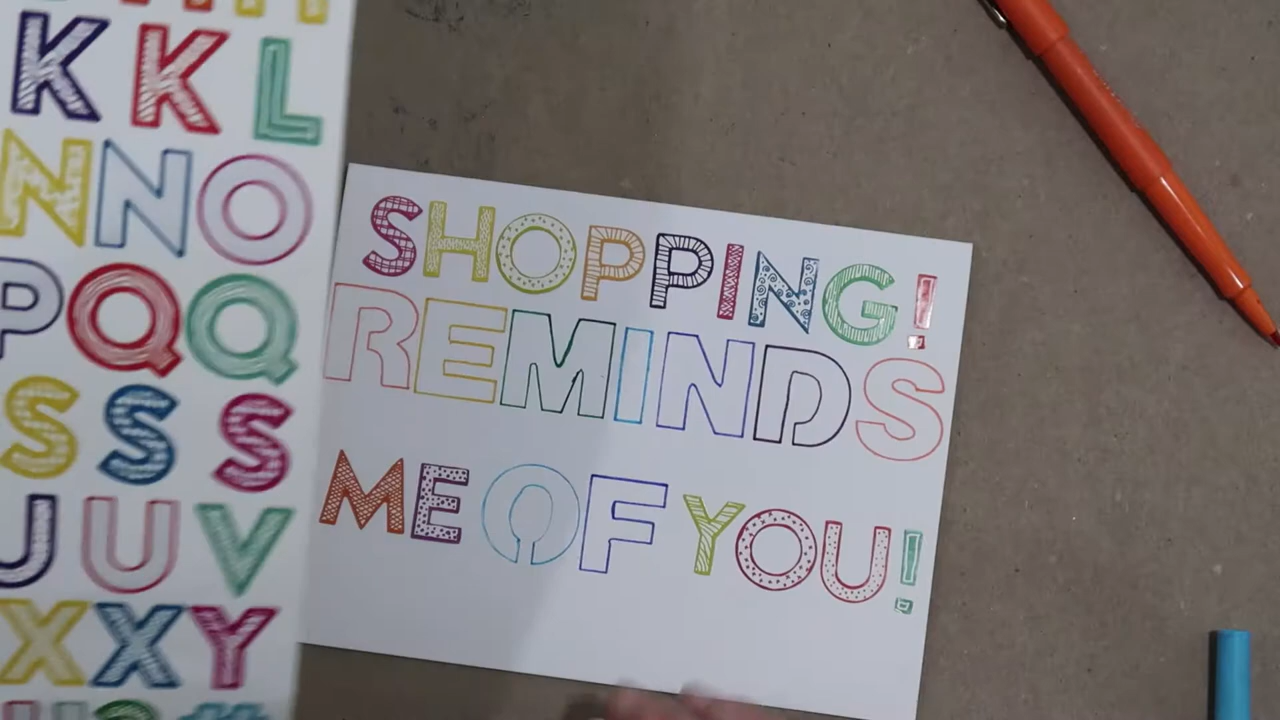 K K L
N N O
P Q Q
S S S
J U V
X X Y
SHOPPING!
REMINDS
ME OF YOU!